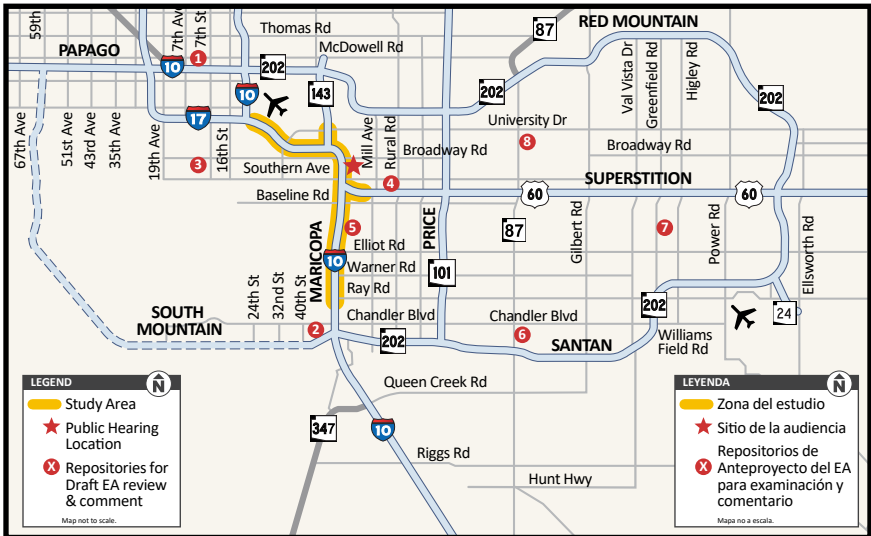 59th
7th Ave
7th St
Thomas Rd
McDowell Rd
87
RED MOUNTAIN
PAPAGO
1
10
202
202
Val Vista Dr
Greenfield Rd
Higley Rd
202
10
143
17
67th Ave
51st Ave
43rd Ave
35th Ave
19th Ave
16th St
3
Southern Ave
Baseline Rd
Mill Ave
Rural Rd
University Dr
8
Broadway Rd
Broadway Rd
4
SUPERSTITION
60
60
87
5
MARICOPA
PRICE
Gilbert Rd
7
Power Rd
Ellsworth Rd
Elliot Rd
10
Warner Rd
101
Ray Rd
24th St
32nd St
40th St
SOUTH
MOUNTAIN
2
Chandler Blvd
202
Chandler Blvd
6
SANTAN
202
Williams
Field Rd
24
Queen Creek Rd
347
10
Riggs Rd
Hunt Hwy
LEGEND
N
Study Area
Public Hearing
Location
X
Repositories for
Draft EA review
& comment
Map not to scale.
LEYENDA
N
Zona del estudio
Sitio de la audiencia
X
Repositorios de
Anteproyecto del EA
para examinación y
comentario
Mapa no a escala.